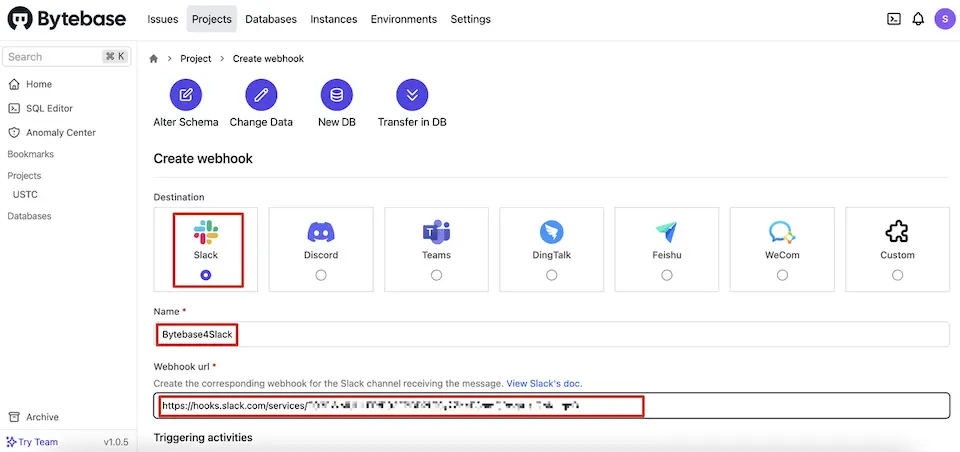 Bytebase Issues Projects Databases Instances Environments Settings S
Search ⌘ K
Home
SQL Editor
Anomaly Center
Bookmarks
Projects
USTC
Databases
Archive
Try Team v1.0.5
Project > Create webhook
Alter Schema Change Data New DB Transfer in DB
Create webhook
Destination
Slack Discord Teams DingTalk Feishu WeCom Custom
Name *
Bytebase4Slack
Webhook url *
Create the corresponding webhook for the Slack channel receiving the message. View Slack's doc.
https://hooks.slack.com/services/
Triggering activities